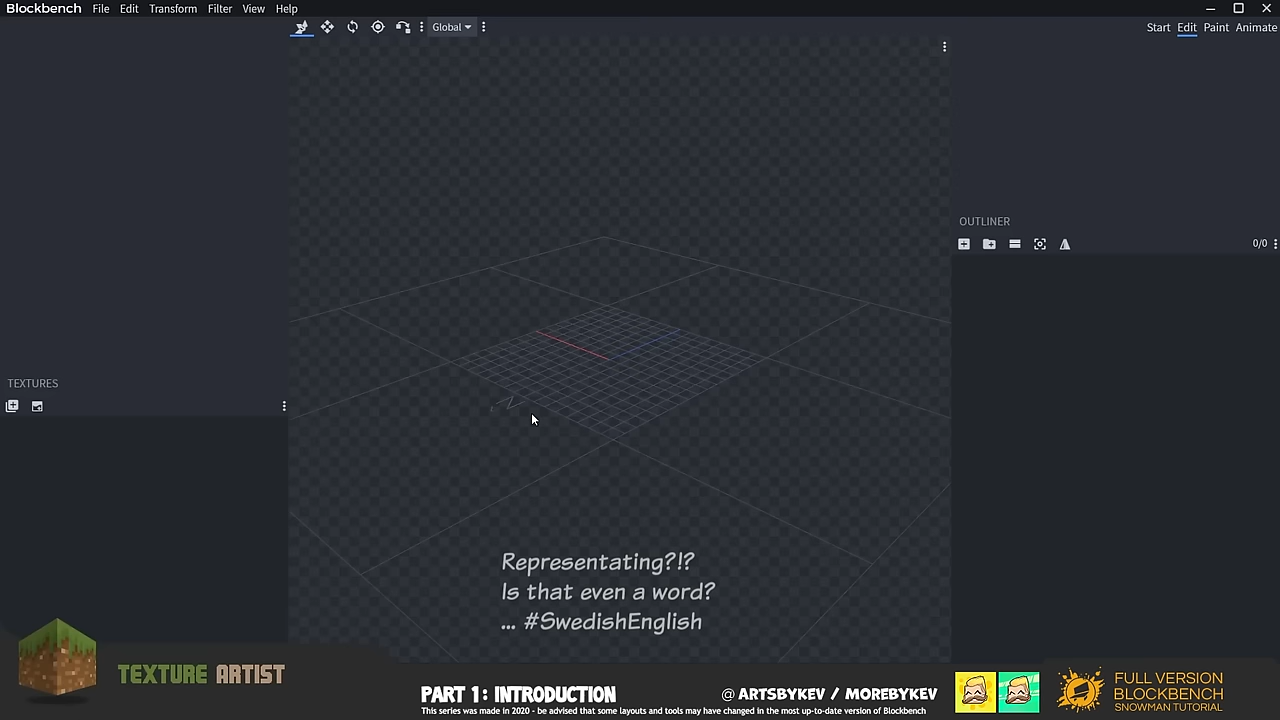 Blockbench File Edit Transform Filter View Help
Global
Start Edit Paint Animate
OUTLINER
0/0
TEXTURES
Representating?!?
Is that even a word?
... #SwedishEnglish
TEXTURE ARTIST
PART 1: INTRODUCTION
@ARTSBYKEV / MOREBYKEV
This series was made in 2020 - be advised that some layouts and tools may have changed in the most up-to-date version of Blockbench
FULL VERSION
BLOCKBENCH
SNOWMAN TUTORIAL